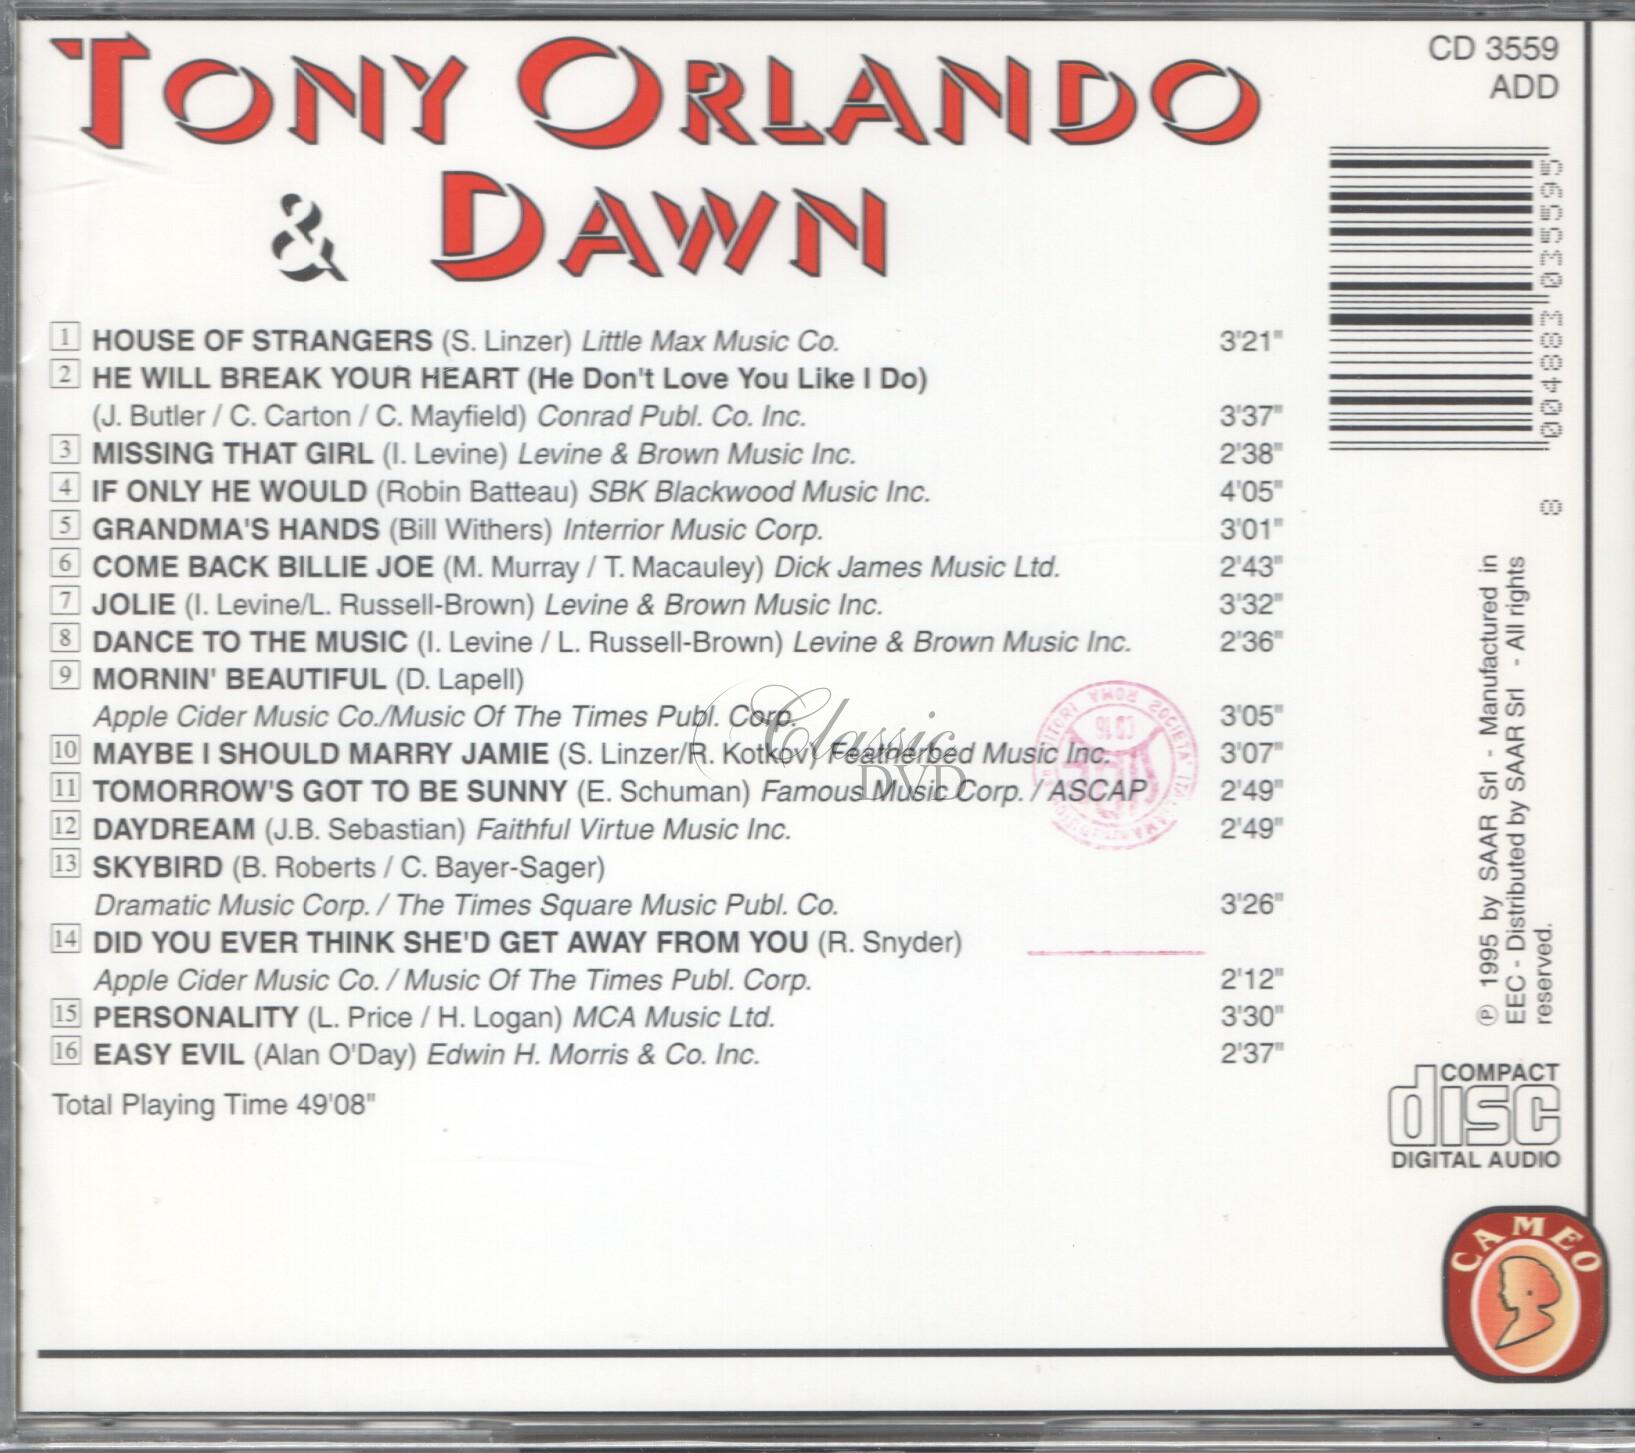 TONY ORLANDO
& DAWN
CD 3559
ADD
1 HOUSE OF STRANGERS (S. Linzer) Little Max Music Co. 3'21"
2 HE WILL BREAK YOUR HEART (He Don't Love You Like I Do)
(J. Butler / C. Carton / C. Mayfield) Conrad Publ. Co. Inc. 3'37"
3 MISSING THAT GIRL (I. Levine) Levine & Brown Music Inc. 2'38"
4 IF ONLY HE WOULD (Robin Batteau) SBK Blackwood Music Inc. 4'05"
5 GRANDMA'S HANDS (Bill Withers) Interrior Music Corp. 3'01"
6 COME BACK BILLIE JOE (M. Murray / T. Macauley) Dick James Music Ltd. 2'43"
7 JOLIE (I. Levine/L. Russell-Brown) Levine & Brown Music Inc. 3'32"
8 DANCE TO THE MUSIC (I. Levine / L. Russell-Brown) Levine & Brown Music Inc. 2'36"
9 MORNIN' BEAUTIFUL (D. Lapell)
Apple Cider Music Co./Music Of The Times Publ. Corp. 3'05"
10 MAYBE I SHOULD MARRY JAMIE (S. Linzer/R. Kotkov) Featherbed Music Inc. 3'07"
11 TOMORROW'S GOT TO BE SUNNY (E. Schuman) Famous Music Corp. / ASCAP 2'49"
12 DAYDREAM (J.B. Sebastian) Faithful Virtue Music Inc. 2'49"
13 SKYBIRD (B. Roberts / C. Bayer-Sager)
Dramatic Music Corp. / The Times Square Music Publ. Co. 3'26"
14 DID YOU EVER THINK SHE'D GET AWAY FROM YOU (R. Snyder)
Apple Cider Music Co. / Music Of The Times Publ. Corp. 2'12"
15 PERSONALITY (L. Price / H. Logan) MCA Music Ltd. 3'30"
16 EASY EVIL (Alan O'Day) Edwin H. Morris & Co. Inc. 2'37"
Total Playing Time 49'08"
Classic
DVD
ROMA SOCIETA'
004883 035595
8
℗ 1995 by SAAR Srl - Manufactured in
EEC - Distributed by SAAR Srl - All rights
reserved.
COMPACT
disc
DIGITAL AUDIO
CAMEO